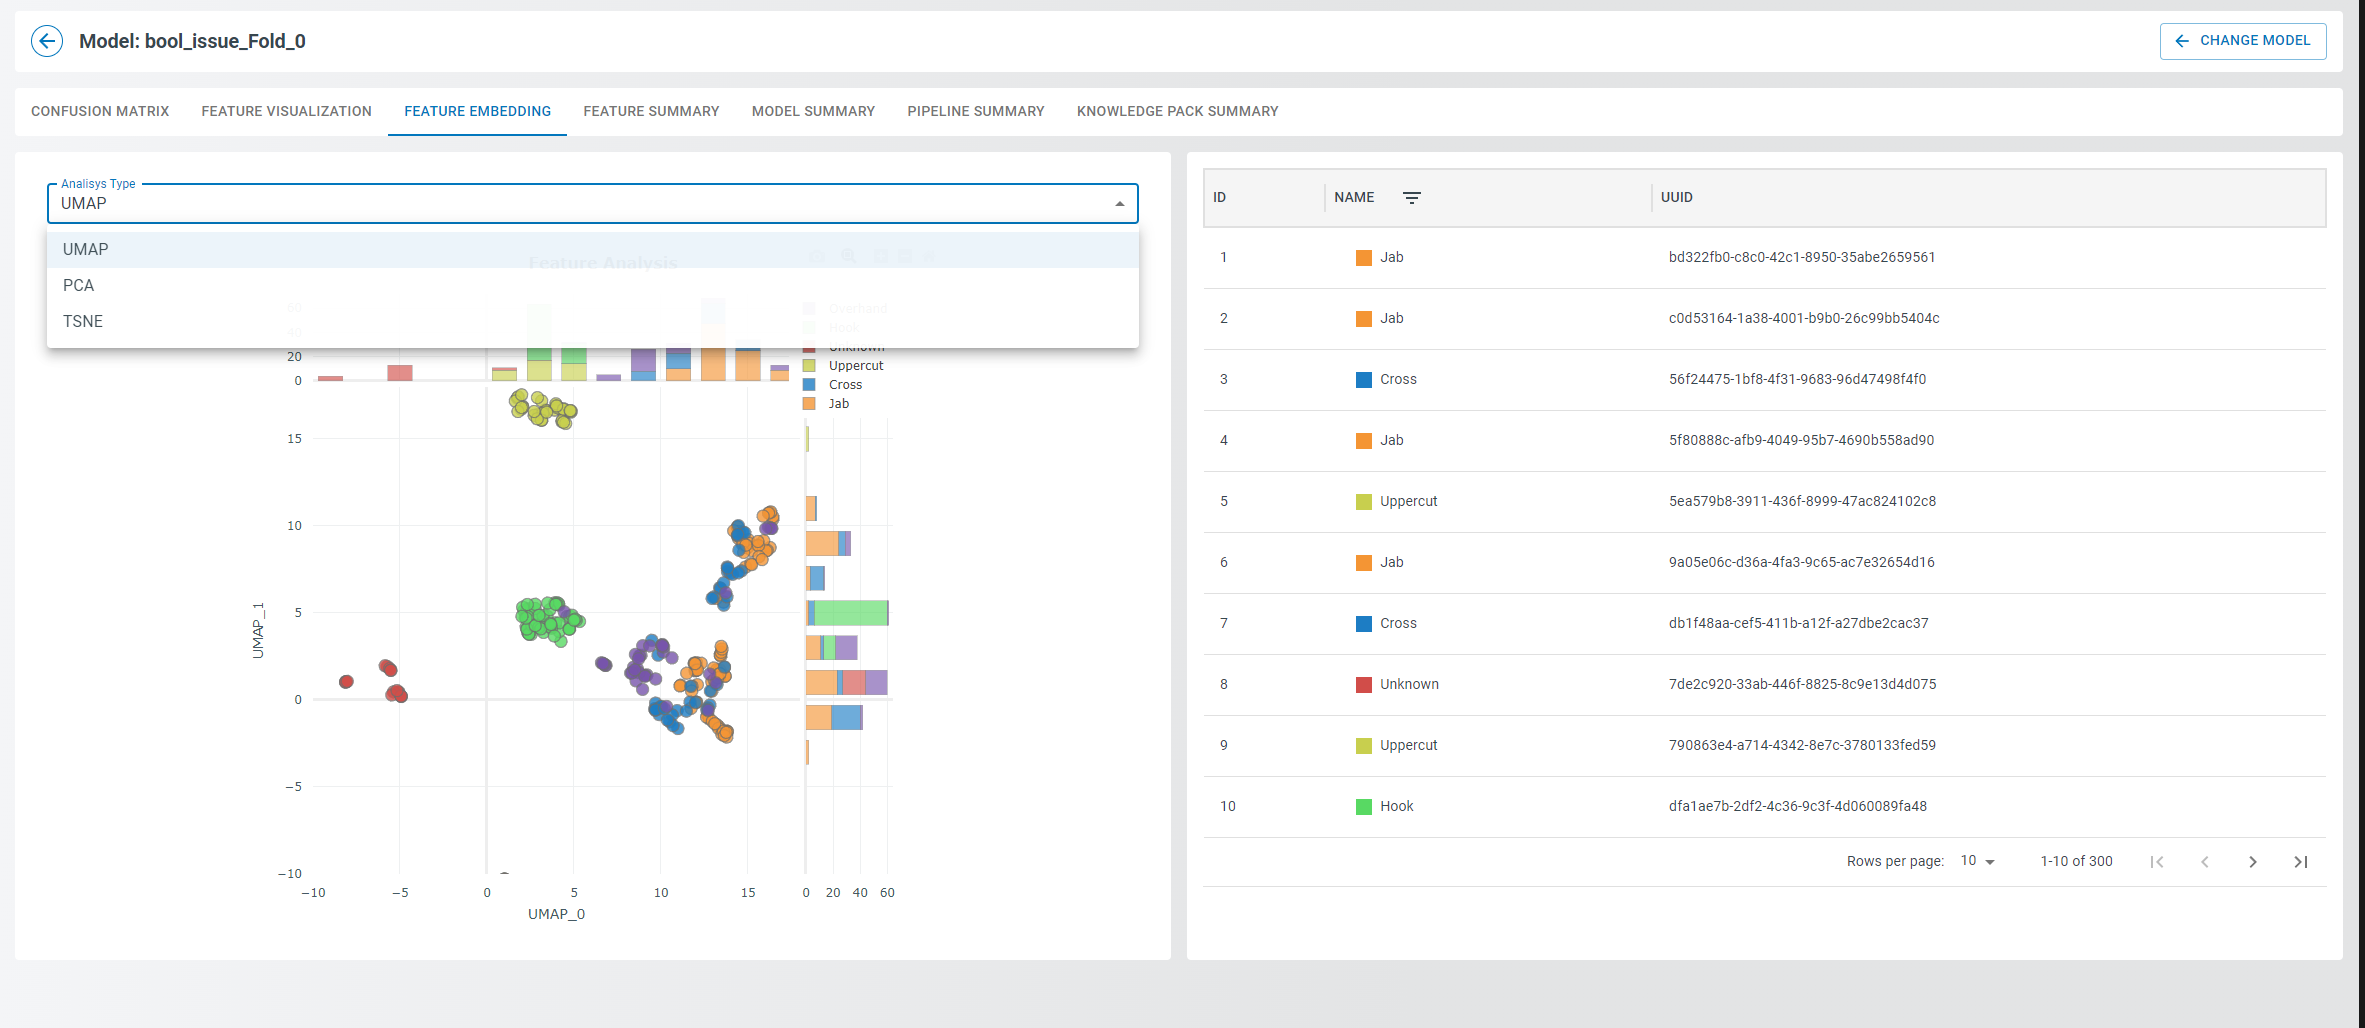 Model: bool_issue_Fold_0
CHANGE MODEL
CONFUSION MATRIX FEATURE VISUALIZATION FEATURE EMBEDDING FEATURE SUMMARY MODEL SUMMARY PIPELINE SUMMARY KNOWLEDGE PACK SUMMARY
Analisys Type
UMAP
UMAP
PCA
TSNE
Feature Analysis
60
40
20
0
Overhand
Hook
Unknown
Uppercut
Cross
Jab
15
10
5
0
−5
−10
UMAP_1
−10 −5 0 5 10 15
0 20 40 60
UMAP_0
ID NAME UUID
1 Jab bd322fb0-c8c0-42c1-8950-35abe2659561
2 Jab c0d53164-1a38-4001-b9b0-26c99bb5404c
3 Cross 56f24475-1bf8-4f31-9683-96d47498f4f0
4 Jab 5f80888c-afb9-4049-95b7-4690b558ad90
5 Uppercut 5ea579b8-3911-436f-8999-47ac824102c8
6 Jab 9a05e06c-d36a-4fa3-9c65-ac7e32654d16
7 Cross db1f48aa-cef5-411b-a12f-a27dbe2cac37
8 Unknown 7de2c920-33ab-446f-8825-8c9e13d4d075
9 Uppercut 790863e4-a714-4342-8e7c-3780133fed59
10 Hook dfa1ae7b-2df2-4c36-9c3f-4d060089fa48
Rows per page: 10 1-10 of 300